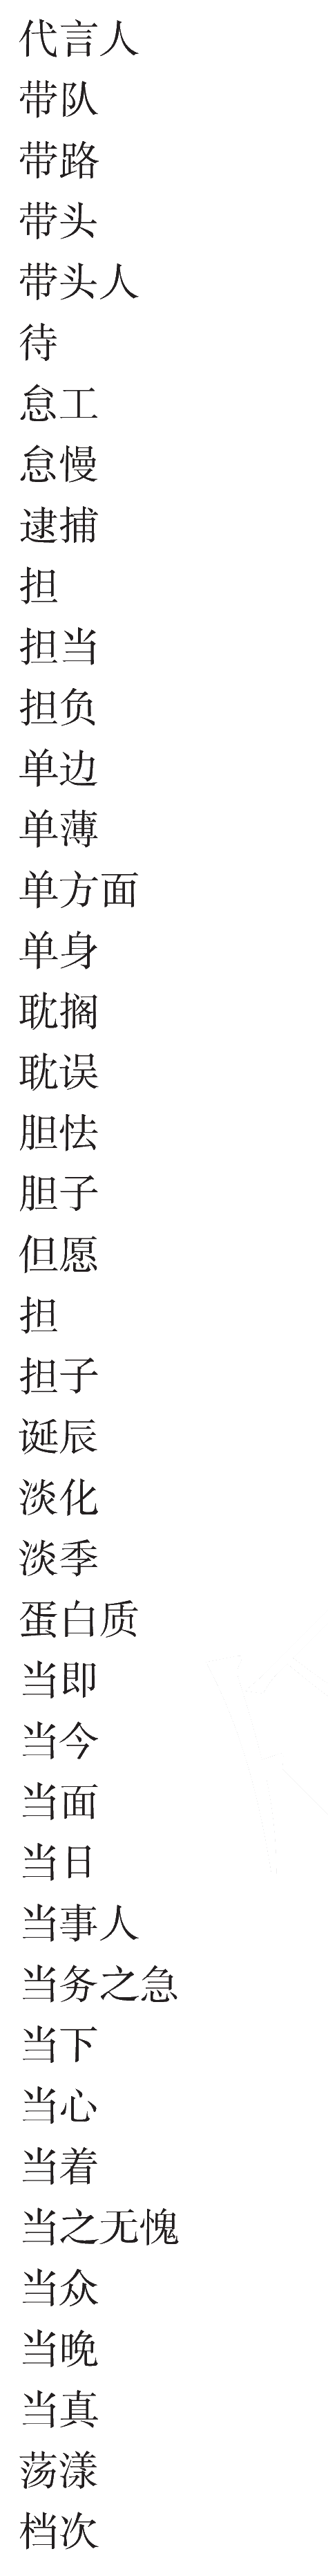 代言人
带队
带路
带头
带头人
待
怠工
怠慢
逮捕
担
担当
担负
单边
单薄
单方面
单身
耽搁
耽误
胆怯
胆子
但愿
担
担子
诞辰
淡化
淡季
蛋白质
当即
当今
当面
当日
当事人
当务之急
当下
当心
当着
当之无愧
当众
当晚
当真
荡漾
档次